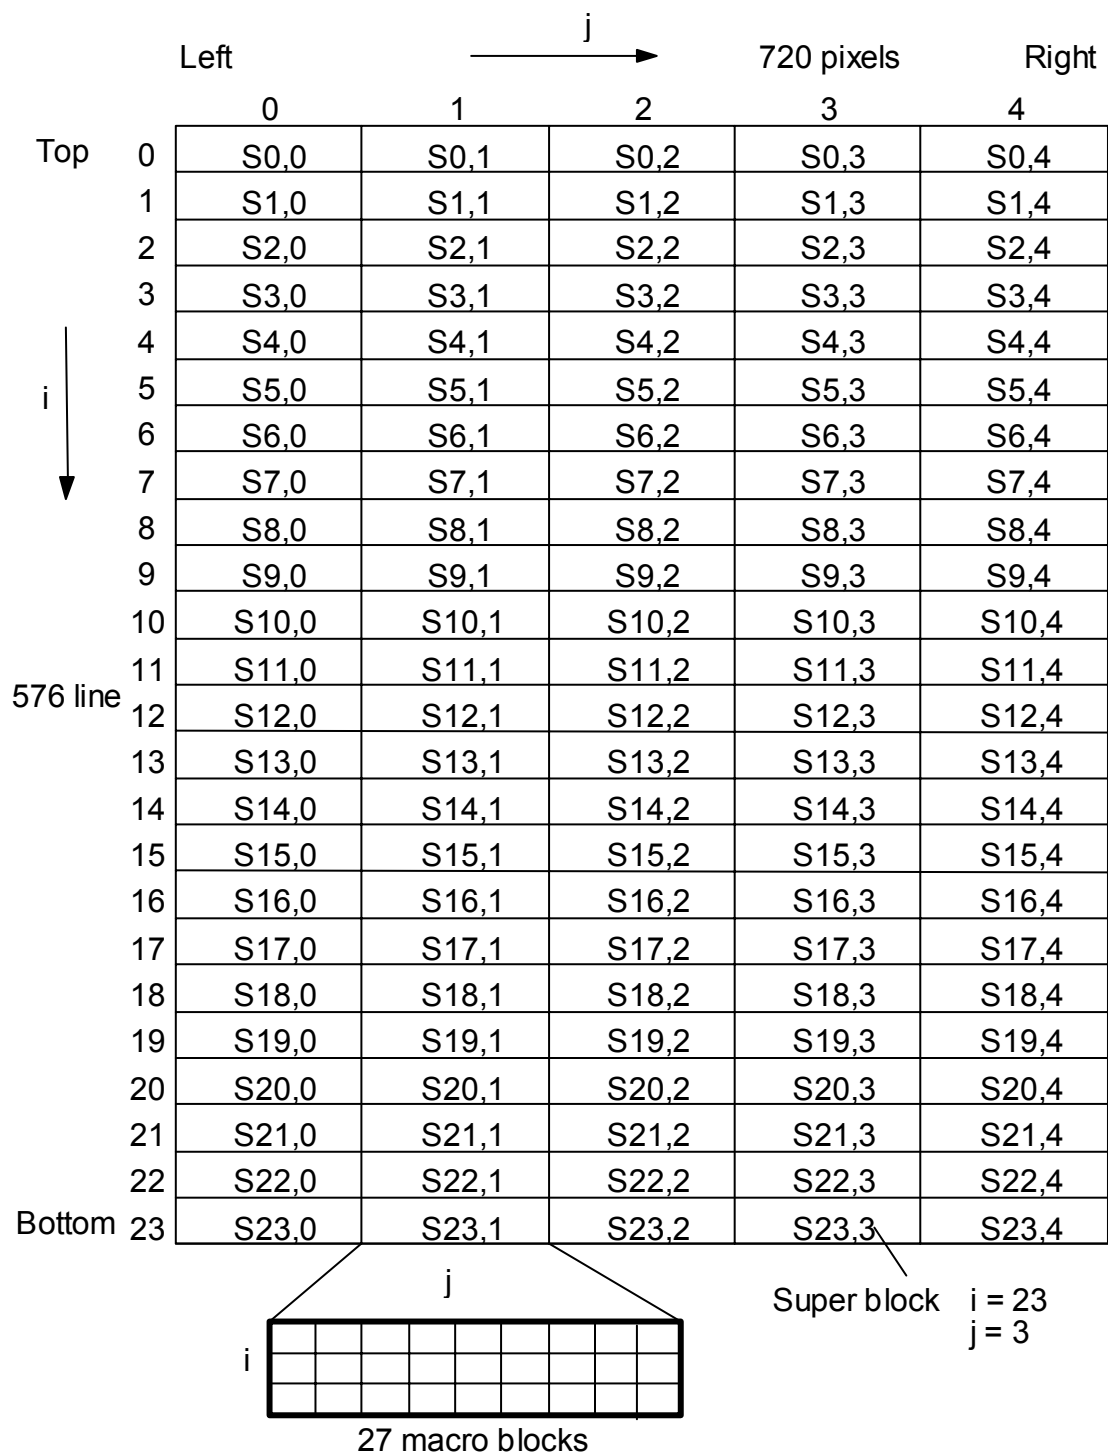 j
Left 720 pixels Right
0 1 2 3 4
Top 0 S0,0 S0,1 S0,2 S0,3 S0,4
1 S1,0 S1,1 S1,2 S1,3 S1,4
2 S2,0 S2,1 S2,2 S2,3 S2,4
3 S3,0 S3,1 S3,2 S3,3 S3,4
4 S4,0 S4,1 S4,2 S4,3 S4,4
i 5 S5,0 S5,1 S5,2 S5,3 S5,4
6 S6,0 S6,1 S6,2 S6,3 S6,4
7 S7,0 S7,1 S7,2 S7,3 S7,4
8 S8,0 S8,1 S8,2 S8,3 S8,4
9 S9,0 S9,1 S9,2 S9,3 S9,4
10 S10,0 S10,1 S10,2 S10,3 S10,4
11 S11,0 S11,1 S11,2 S11,3 S11,4
576 line
12 S12,0 S12,1 S12,2 S12,3 S12,4
13 S13,0 S13,1 S13,2 S13,3 S13,4
14 S14,0 S14,1 S14,2 S14,3 S14,4
15 S15,0 S15,1 S15,2 S15,3 S15,4
16 S16,0 S16,1 S16,2 S16,3 S16,4
17 S17,0 S17,1 S17,2 S17,3 S17,4
18 S18,0 S18,1 S18,2 S18,3 S18,4
19 S19,0 S19,1 S19,2 S19,3 S19,4
20 S20,0 S20,1 S20,2 S20,3 S20,4
21 S21,0 S21,1 S21,2 S21,3 S21,4
22 S22,0 S22,1 S22,2 S22,3 S22,4
Bottom 23 S23,0 S23,1 S23,2 S23,3 S23,4
j
Super block i = 23
j = 3
i
27 macro blocks